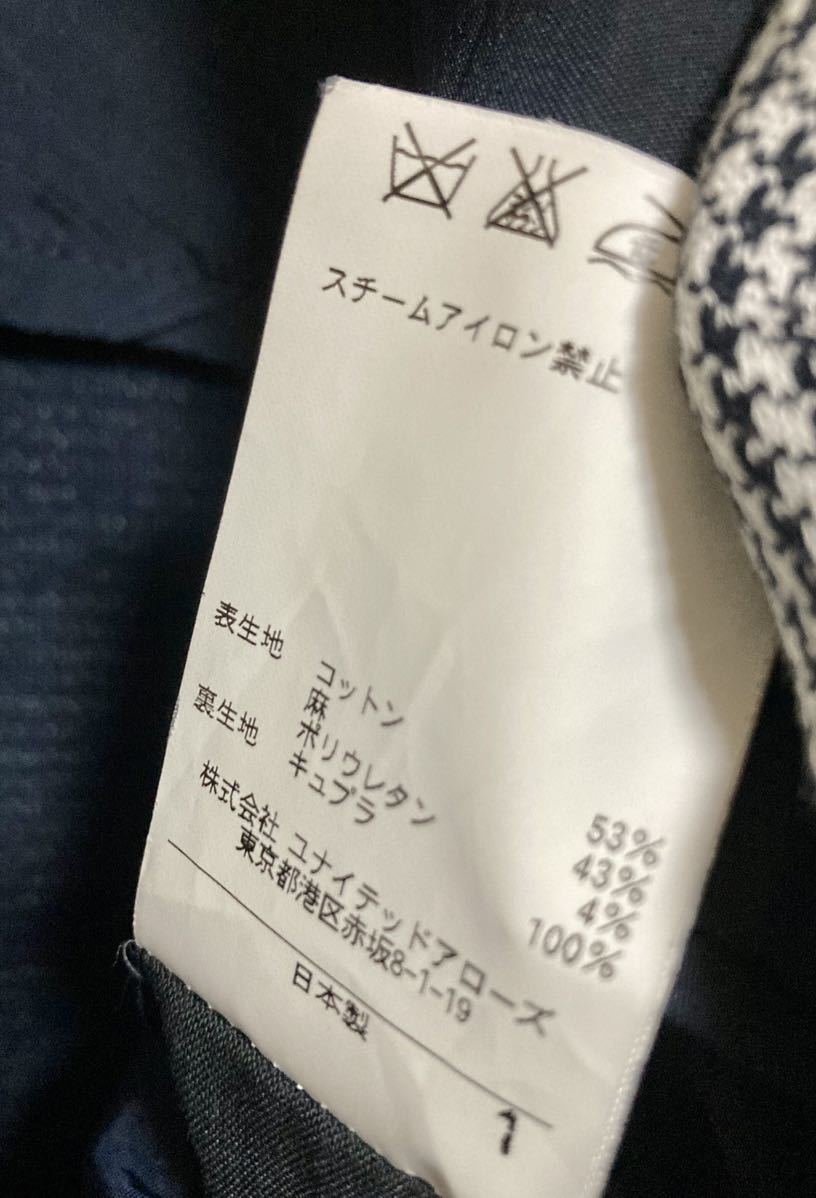 スチームアイロン禁止
表生地 コットン 53%
麻 43%
ポリウレタン 4%
裏生地 キュプラ 100%
株式会社 ユナイテッドアローズ
東京都港区赤坂8-1-19
日本製
1